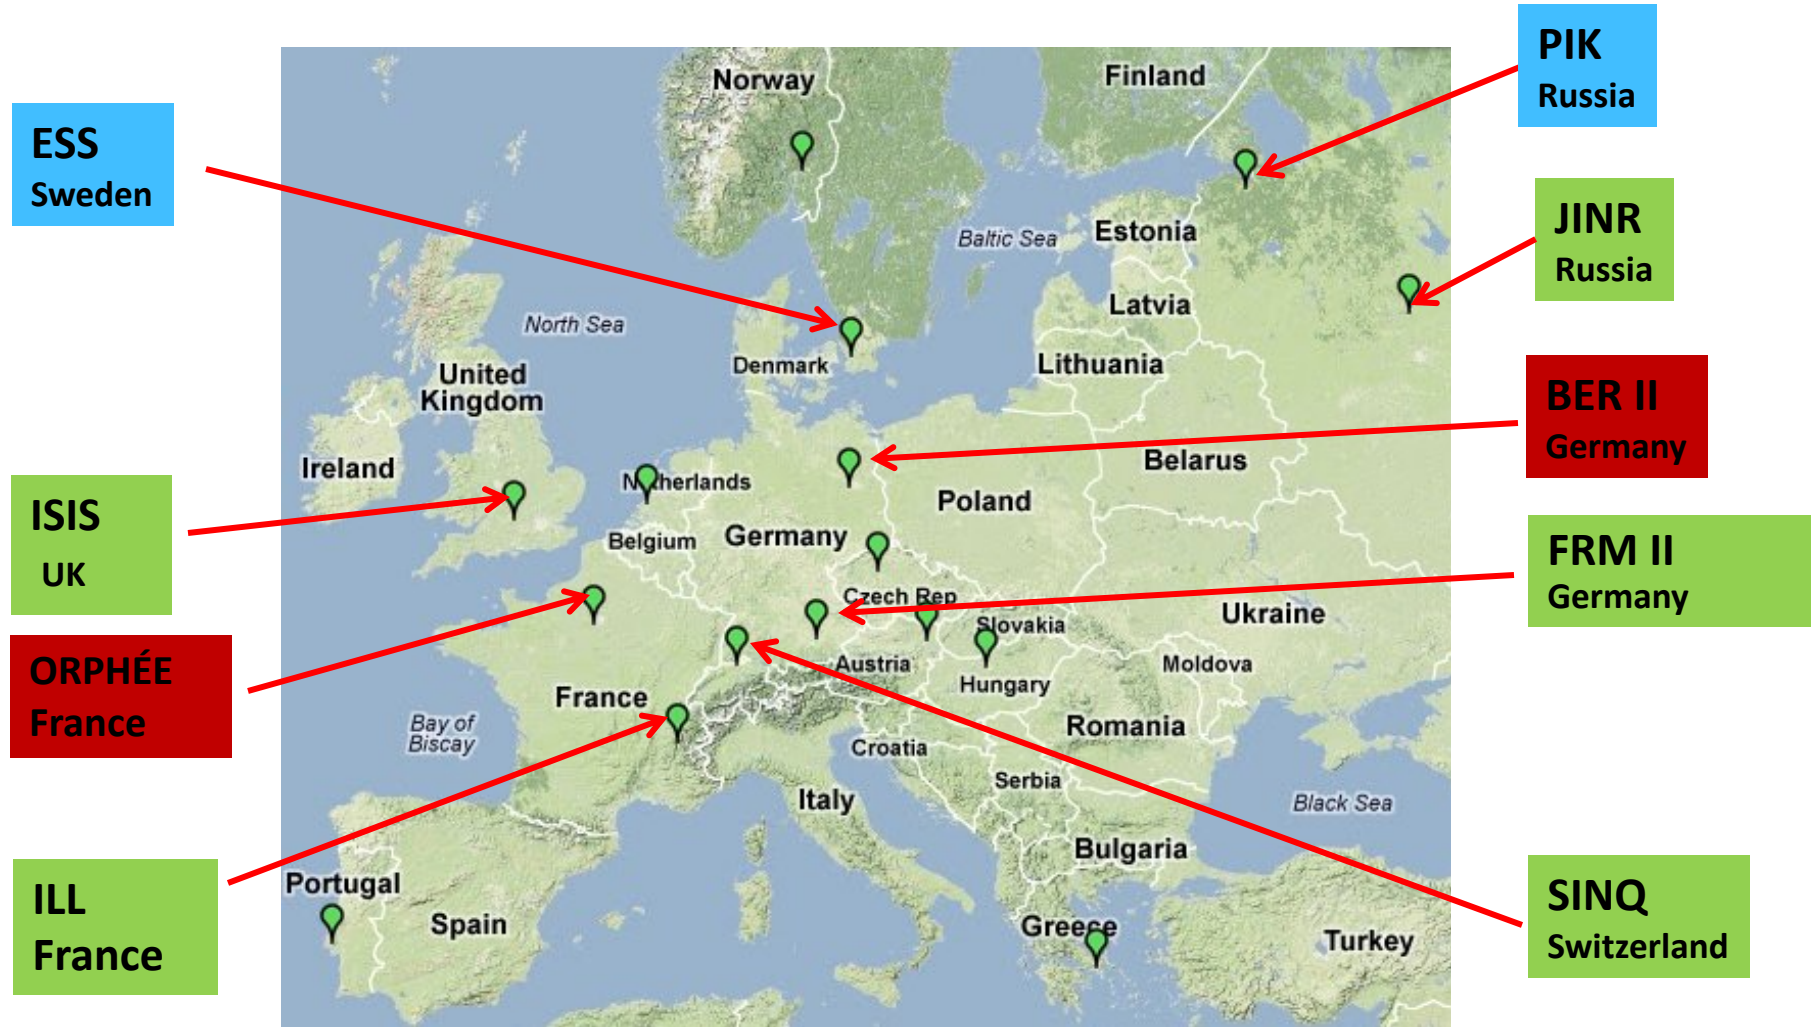 PIK
Russia
Norway
Finland
ESS
Sweden
JINR
Russia
Baltic Sea
Estonia
North Sea
Latvia
Denmark
Lithuania
United
Kingdom
BER II
Germany
Ireland
Netherlands
Belarus
Poland
ISIS
UK
Belgium
Germany
FRM II
Germany
Czech Rep
Slovakia
Ukraine
ORPHÉE
France
Austria
Moldova
Hungary
France
Bay of
Biscay
Romania
Croatia
Serbia
Italy
Black Sea
Bulgaria
ILL
France
Portugal
Spain
Greece
Turkey
SINQ
Switzerland